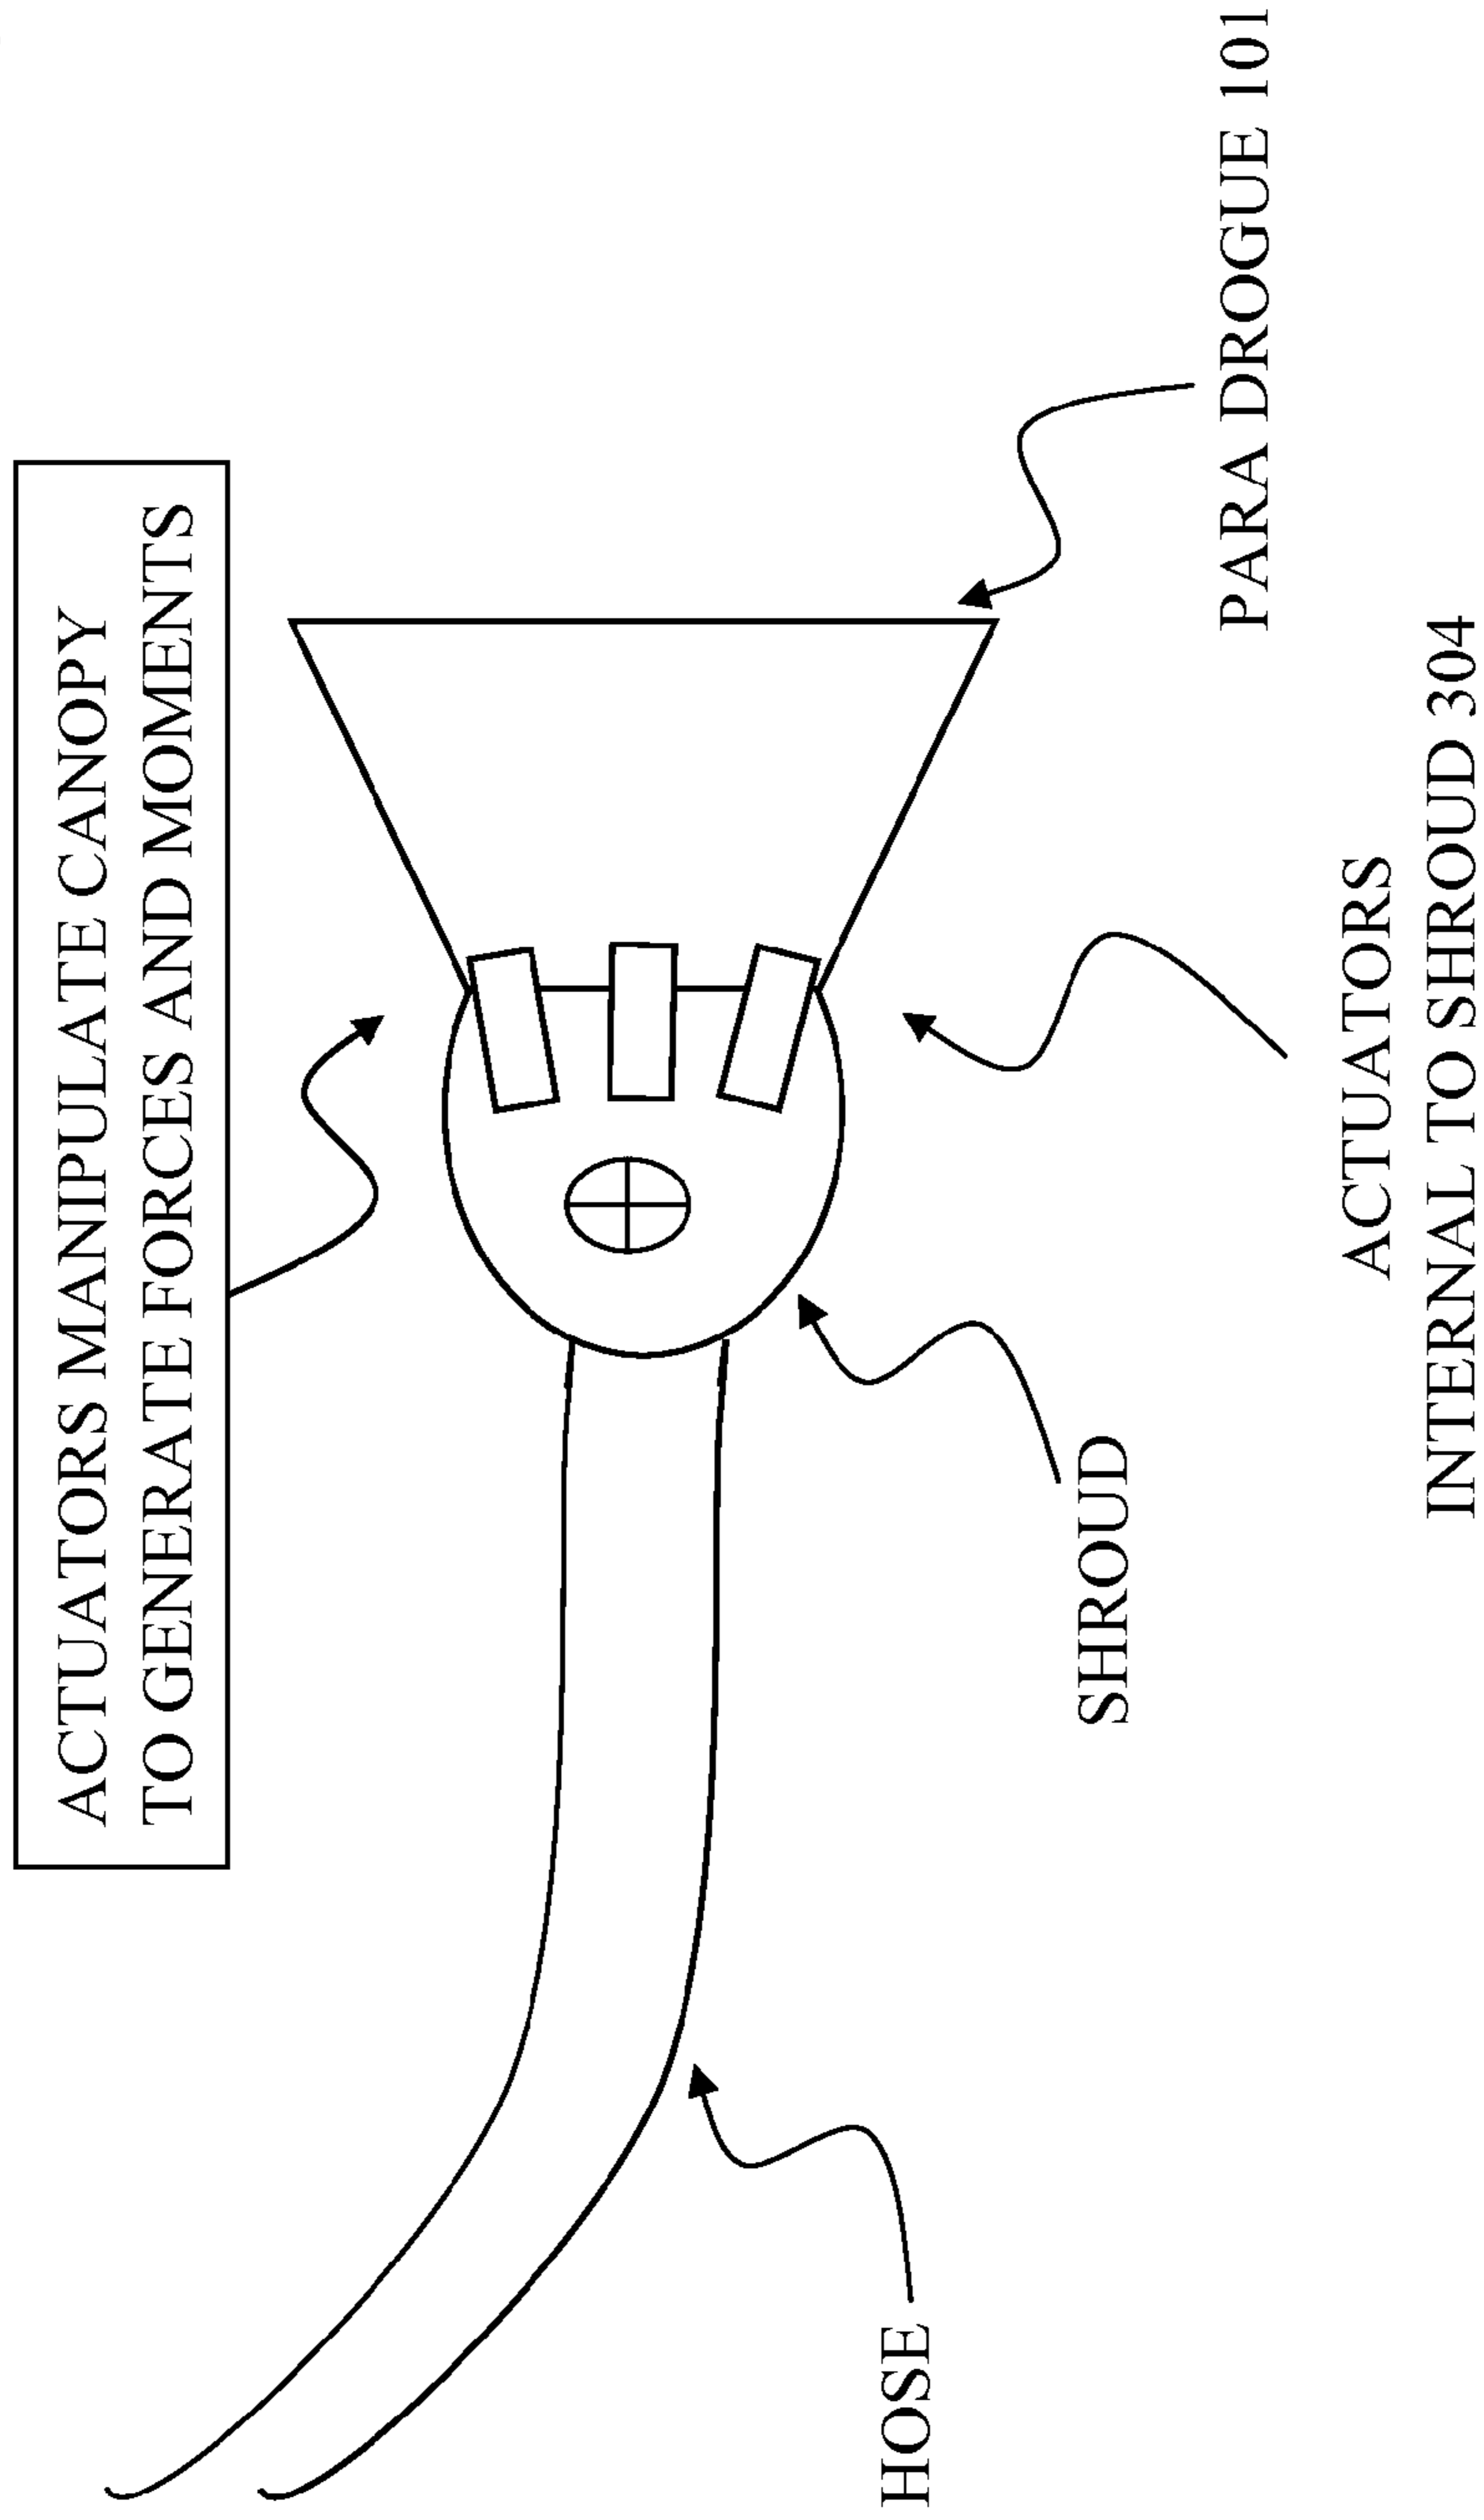 ACTUATORS MANIPULATE CANOPY
TO GENERATE FORCES AND MOMENTS
HOSE
SHROUD
PARA DROGUE 101
ACTUATORS
INTERNAL TO SHROUD 304